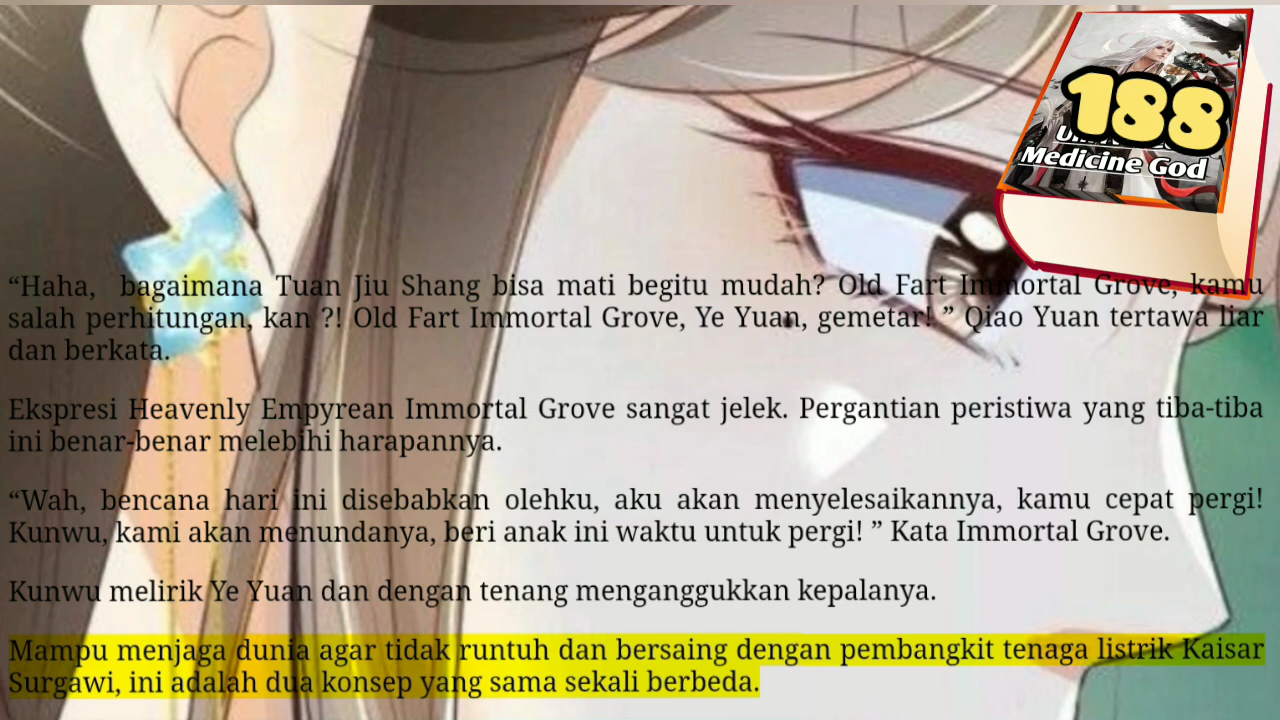 188
Medicine God
“Haha, bagaimana Tuan Jiu Shang bisa mati begitu mudah? Old Fart Immortal Grove, kamu
salah perhitungan, kan ?! Old Fart Immortal Grove, Ye Yuan, gemetar! ” Qiao Yuan tertawa liar
dan berkata.
Ekspresi Heavenly Empyrean Immortal Grove sangat jelek. Pergantian peristiwa yang tiba-tiba
ini benar-benar melebihi harapannya.
“Wah, bencana hari ini disebabkan olehku, aku akan menyelesaikannya, kamu cepat pergi!
Kunwu, kami akan menundanya, beri anak ini waktu untuk pergi! ” Kata Immortal Grove.
Kunwu melirik Ye Yuan dan dengan tenang menganggukkan kepalanya.
Mampu menjaga dunia agar tidak runtuh dan bersaing dengan pembangkit tenaga listrik Kaisar
Surgawi, ini adalah dua konsep yang sama sekali berbeda.